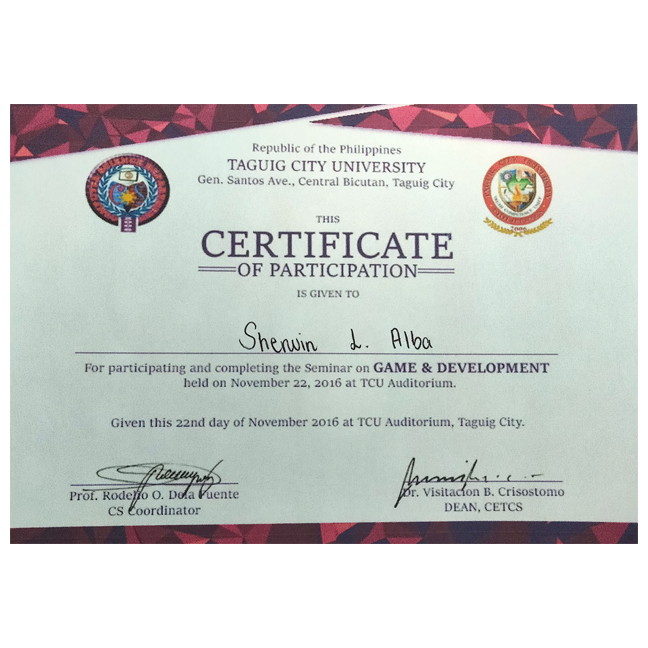 Republic of the Philippines
TAGUIG CITY UNIVERSITY
Gen. Santos Ave., Central Bicutan, Taguig City
THIS
CERTIFICATE
OF PARTICIPATION
IS GIVEN TO
Sherwin L. Alba
For participating and completing the Seminar on GAME & DEVELOPMENT
held on November 22, 2016 at TCU Auditorium.
Given this 22nd day of November 2016 at TCU Auditorium, Taguig City.
Prof. Rodelio O. Dela Fuente
CS Coordinator
Dr. Visitacion B. Crisostomo
DEAN, CETCS
2006